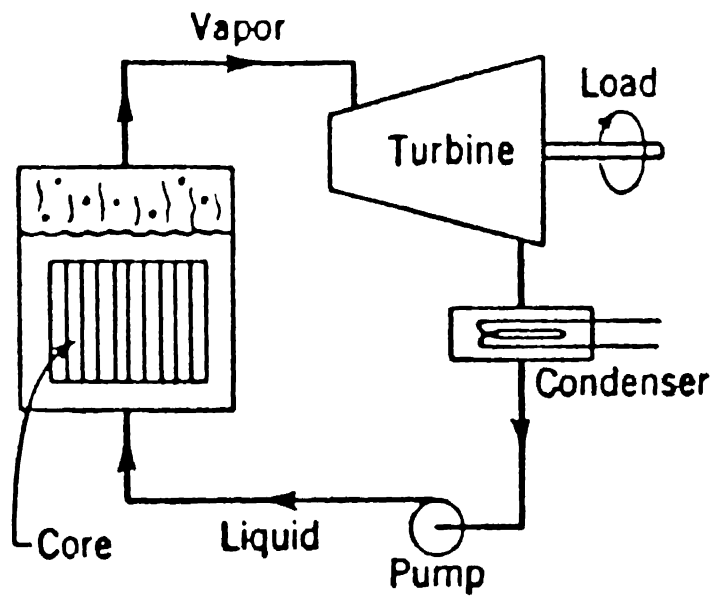 Vapor
Load
Turbine
Condenser
Liquid
Core
Pump